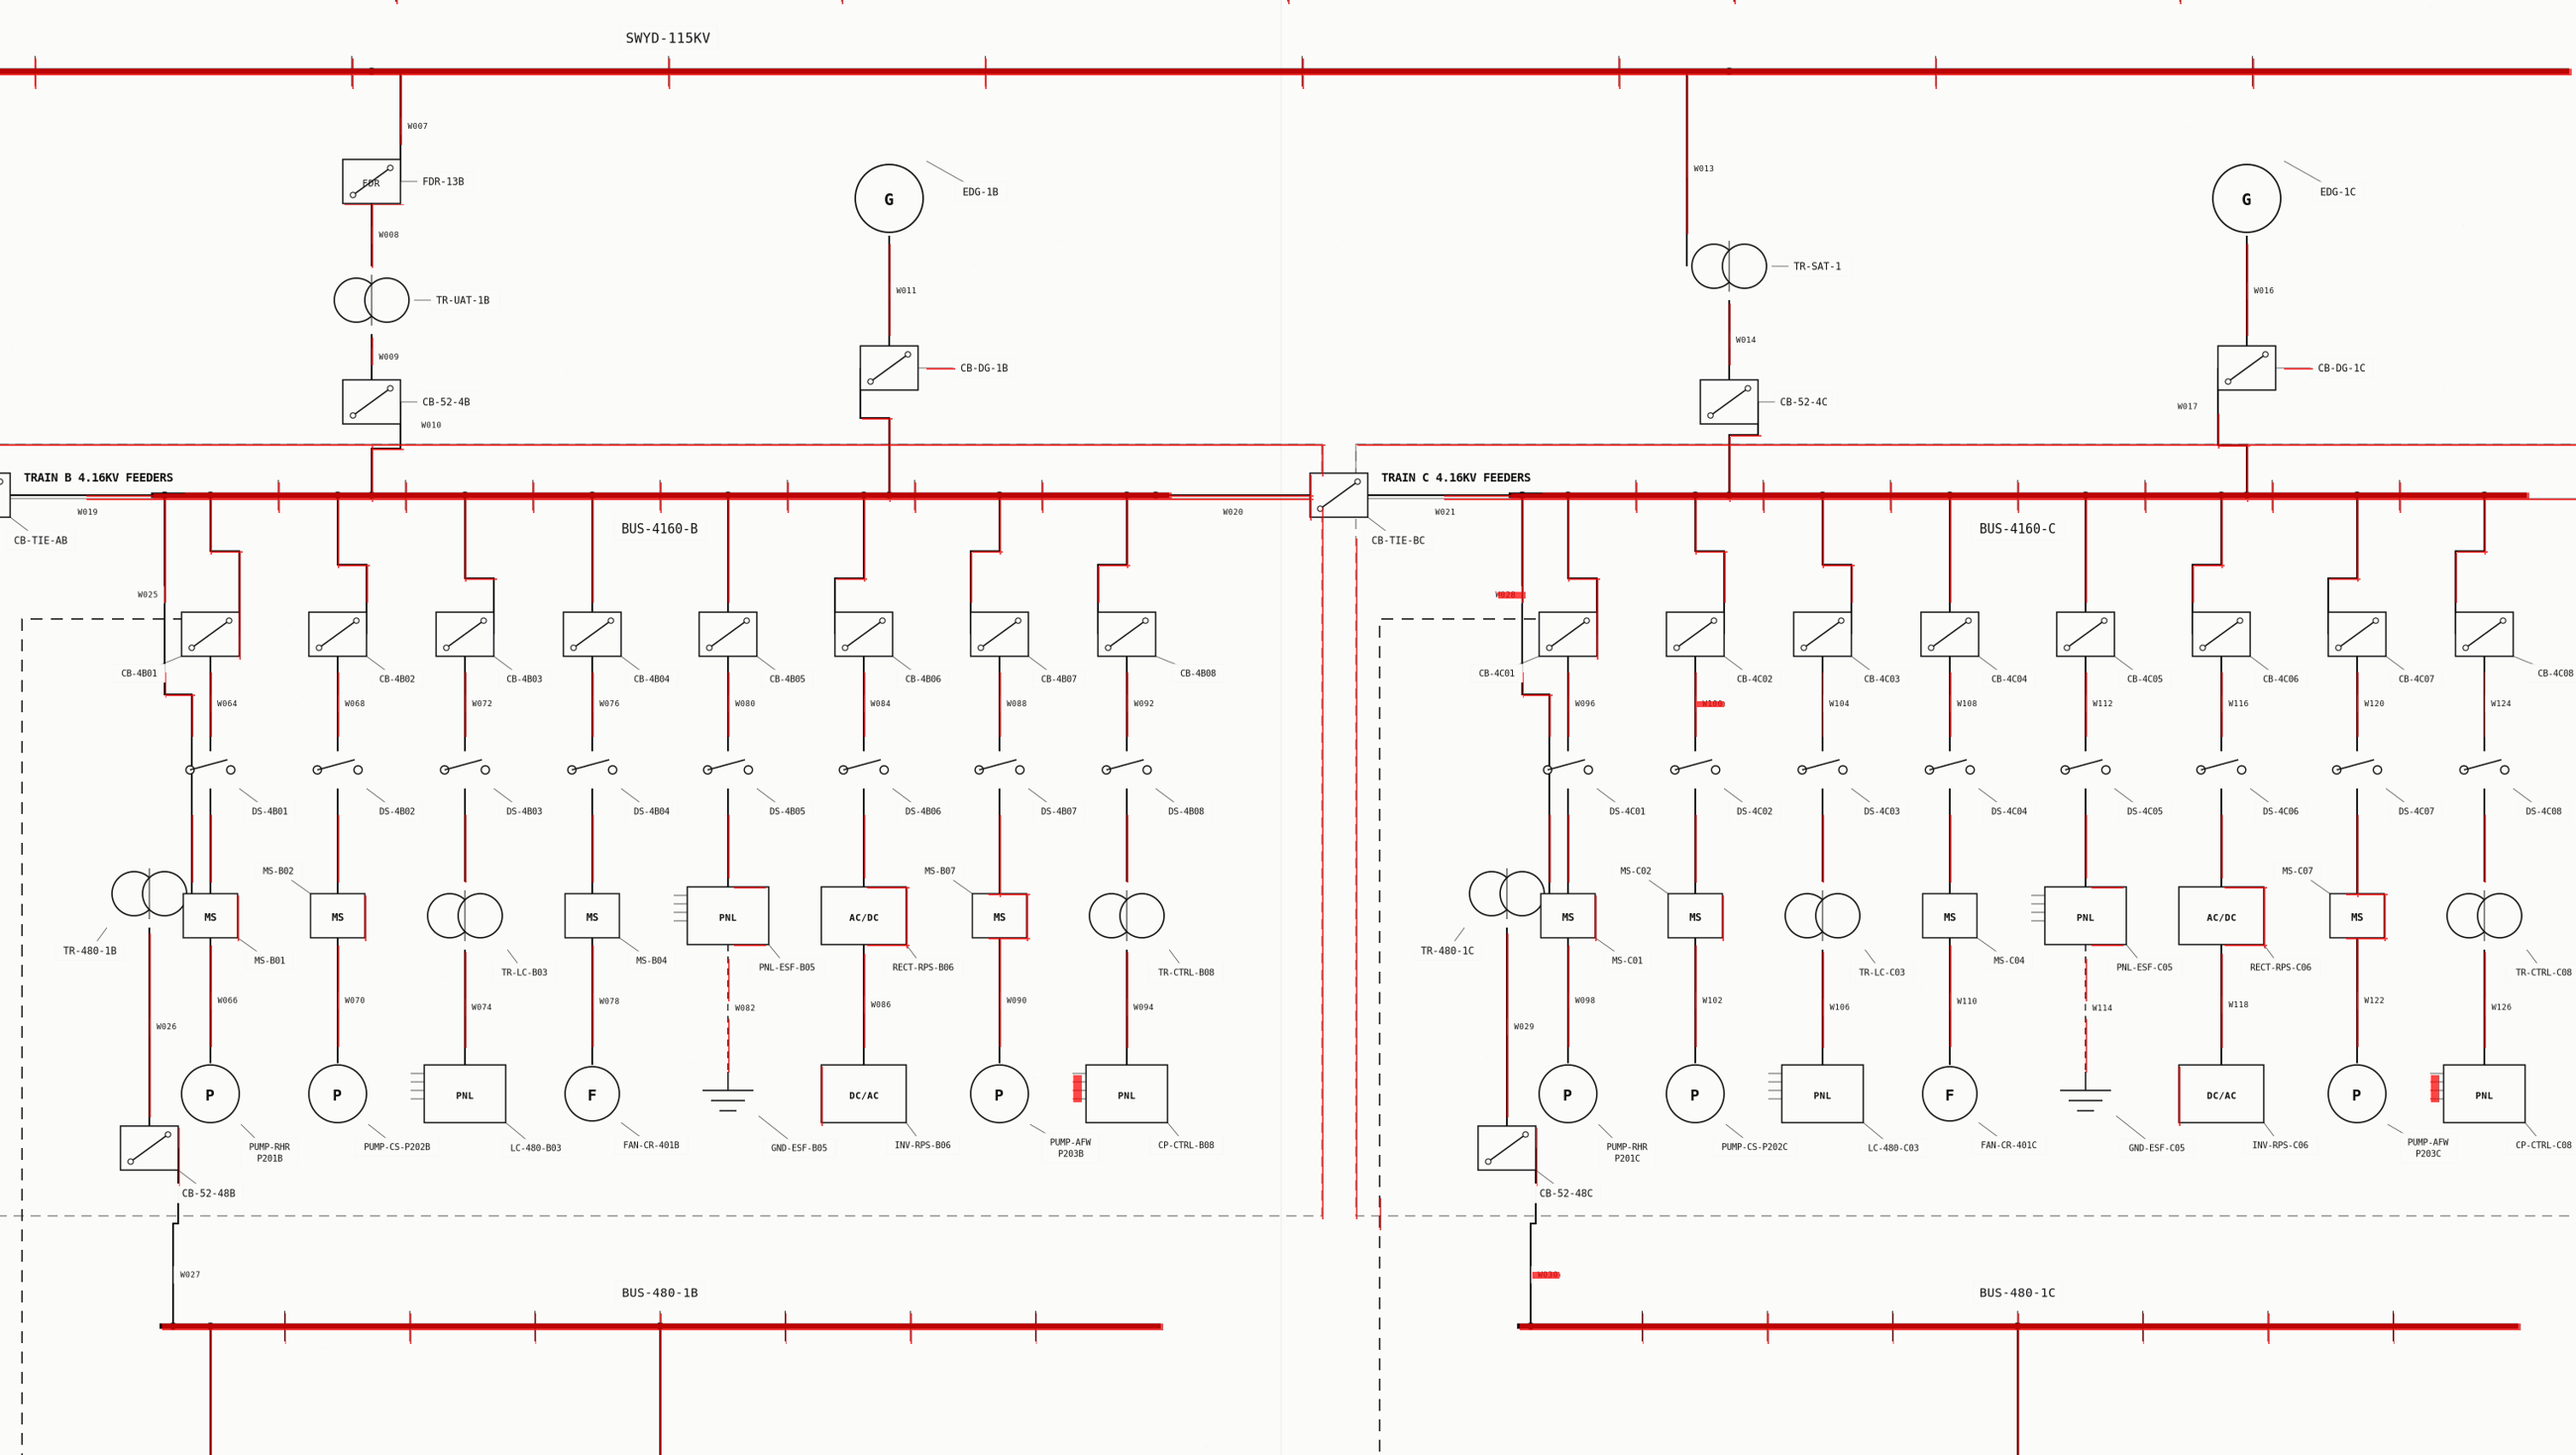 SWYD-115KV
W007
W013
FDR
FDR-13B
EDG-1B
EDG-1C
G
G
W008
TR-SAT-1
W011
W016
TR-UAT-1B
W014
W009
CB-DG-1B
CB-DG-1C
CB-52-4B
CB-52-4C
W017
W010
TRAIN B 4.16KV FEEDERS
TRAIN C 4.16KV FEEDERS
W019
W020
W021
BUS-4160-B
BUS-4160-C
CB-TIE-AB
CB-TIE-BC
W025
W028
CB-4B01
CB-4B02
CB-4B03
CB-4B04
CB-4B05
CB-4B06
CB-4B07
CB-4B08
CB-4C01
CB-4C02
CB-4C03
CB-4C04
CB-4C05
CB-4C06
CB-4C07
CB-4C08
W064
W068
W072
W076
W080
W084
W088
W092
W096
W100
W104
W108
W112
W116
W120
W124
DS-4B01
DS-4B02
DS-4B03
DS-4B04
DS-4B05
DS-4B06
DS-4B07
DS-4B08
DS-4C01
DS-4C02
DS-4C03
DS-4C04
DS-4C05
DS-4C06
DS-4C07
DS-4C08
MS-B02
MS-B07
MS-C02
MS-C07
MS
MS
MS
PNL
AC/DC
MS
MS
MS
MS
PNL
AC/DC
MS
TR-480-1B
MS-B01
TR-LC-B03
MS-B04
PNL-ESF-B05
RECT-RPS-B06
TR-CTRL-B08
TR-480-1C
MS-C01
TR-LC-C03
MS-C04
PNL-ESF-C05
RECT-RPS-C06
TR-CTRL-C08
W026
W066
W070
W074
W078
W082
W086
W090
W094
W029
W098
W102
W106
W110
W114
W118
W122
W126
P
P
PNL
F
DC/AC
P
PNL
P
P
PNL
F
DC/AC
P
PNL
PUMP-RHR
P201B
PUMP-CS-P202B
LC-480-B03
FAN-CR-401B
GND-ESF-B05
INV-RPS-B06
PUMP-AFW
P203B
CP-CTRL-B08
PUMP-RHR
P201C
PUMP-CS-P202C
LC-480-C03
FAN-CR-401C
GND-ESF-C05
INV-RPS-C06
PUMP-AFW
P203C
CP-CTRL-C08
CB-52-48B
CB-52-48C
W027
W030
BUS-480-1B
BUS-480-1C